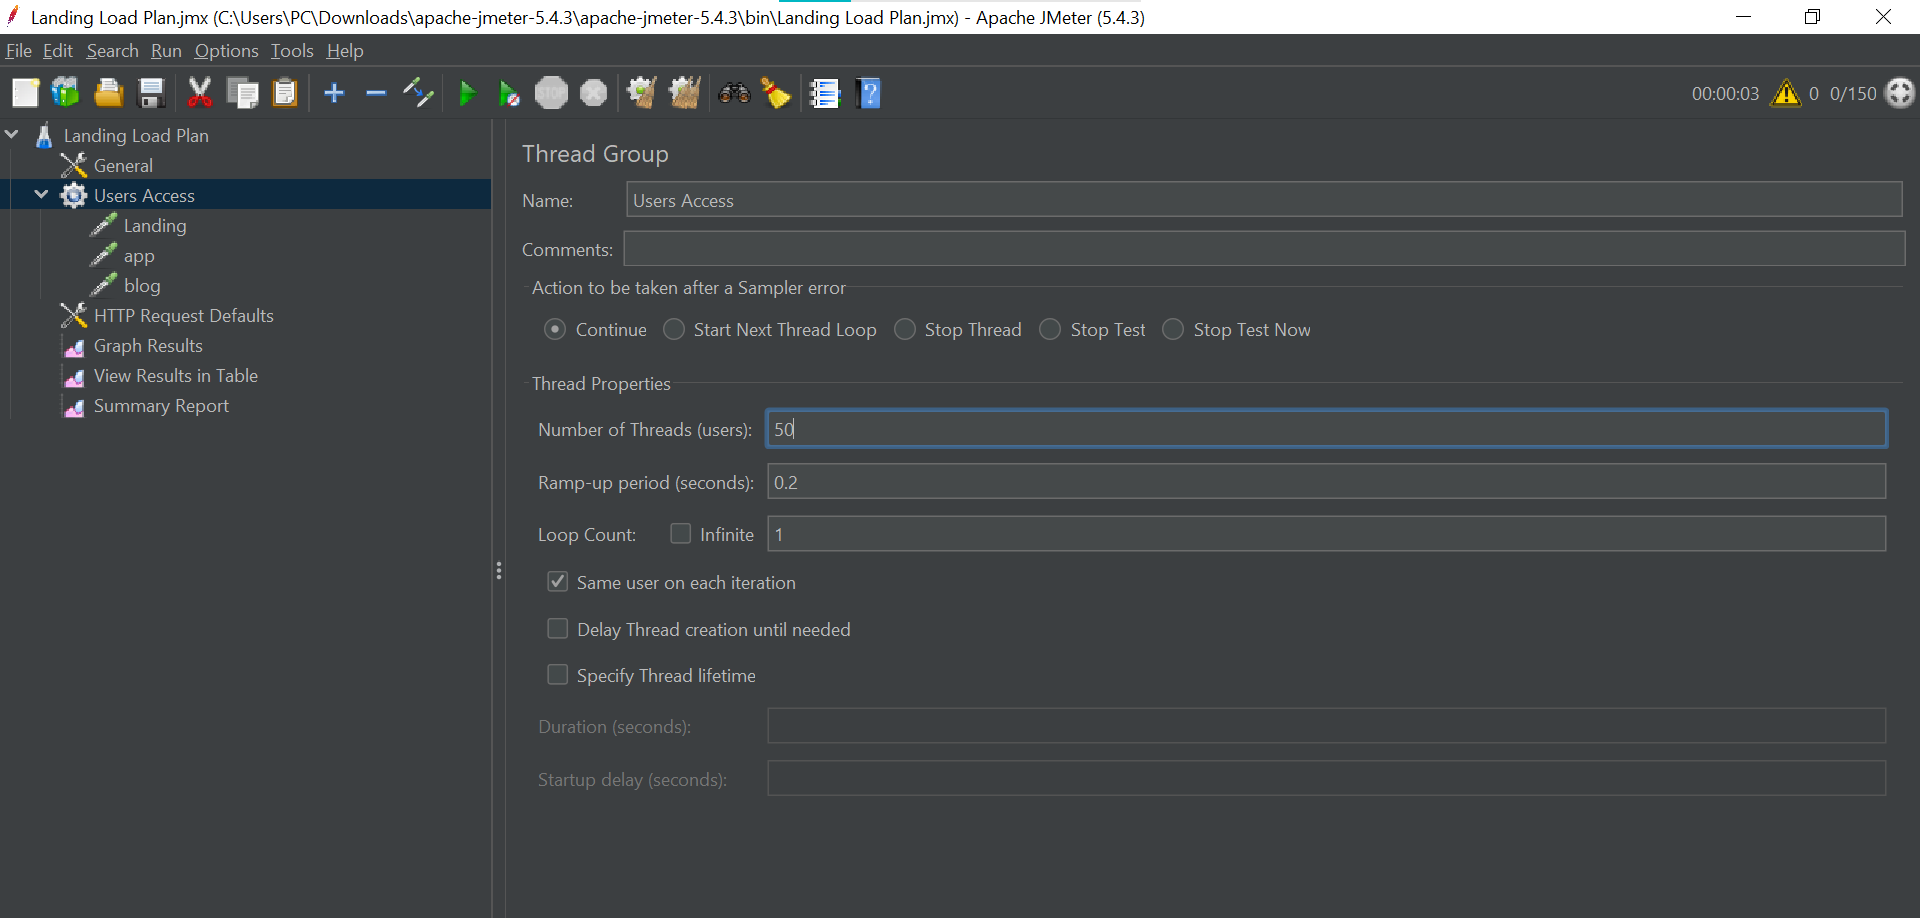 Landing Load Plan.jmx (C:\Users\PC\Downloads\apache-jmeter-5.4.3\apache-jmeter-5.4.3\bin\Landing Load Plan.jmx) - Apache JMeter (5.4.3)
File Edit Search Run Options Tools Help
STOP 00:00:03 0 0/150
Landing Load Plan
General
Users Access
Landing
app
blog
HTTP Request Defaults
Graph Results
View Results in Table
Summary Report
Thread Group
Name: Users Access
Comments:
Action to be taken after a Sampler error
Continue Start Next Thread Loop Stop Thread Stop Test Stop Test Now
Thread Properties
Number of Threads (users): 50
Ramp-up period (seconds): 0.2
Loop Count: Infinite 1
Same user on each iteration
Delay Thread creation until needed
Specify Thread lifetime
Duration (seconds):
Startup delay (seconds):